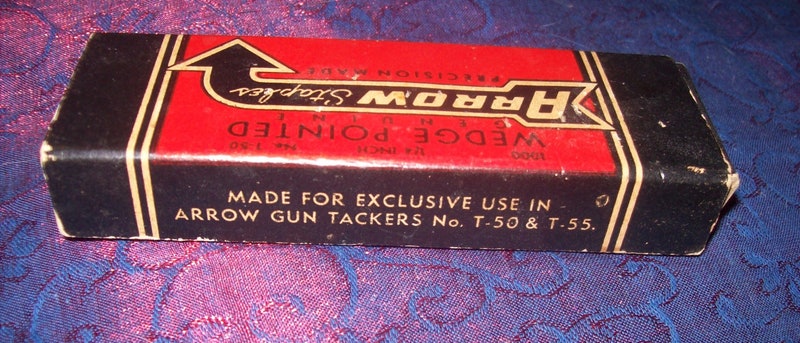 PRECISION MADE
ARROW Staples
GENUINE
WEDGE POINTED
1000 1/4 INCH No. T-50
MADE FOR EXCLUSIVE USE IN
ARROW GUN TACKERS No. T-50 & T-55.